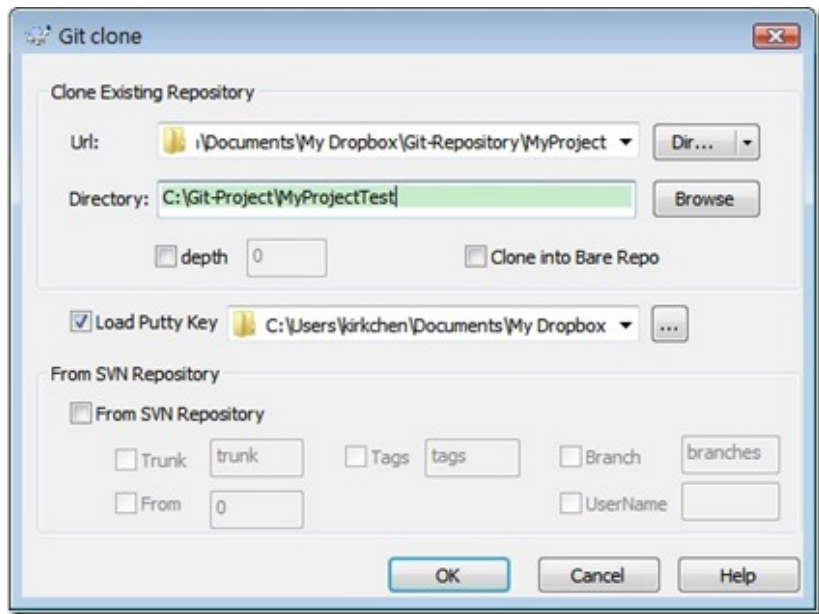 Git clone
Clone Existing Repository
Url: \Documents\My Dropbox\Git-Repository\MyProject Dir...
Directory: C:\Git-Project\MyProjectTest Browse
depth 0 Clone into Bare Repo
Load Putty Key C:\Users\kirkchen\Documents\My Dropbox ...
From SVN Repository
From SVN Repository
Trunk trunk Tags tags Branch branches
From 0 UserName
OK Cancel Help